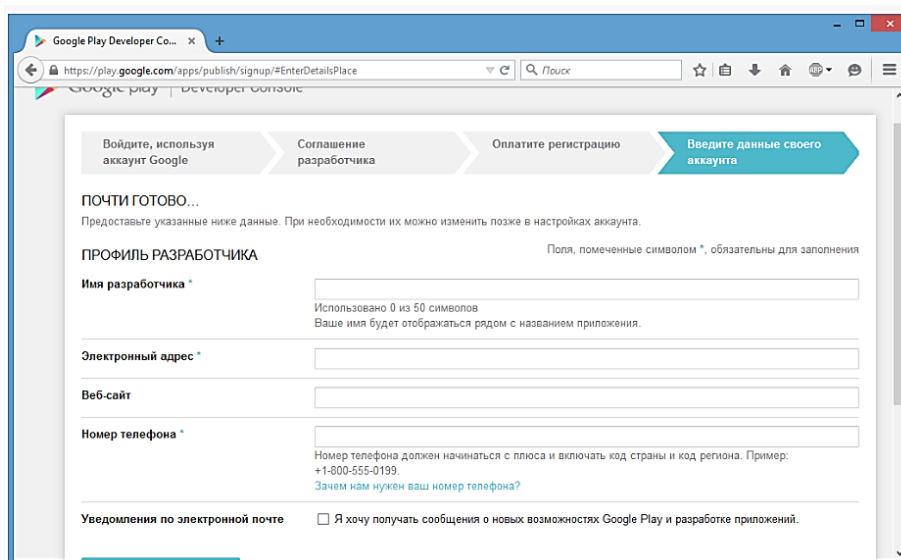 Google Play Developer Co...
https://play.google.com/apps/publish/signup/#EnterDetailsPlace
Поиск
Google play | Developer Console
Войдите, используя
аккаунт Google
Соглашение
разработчика
Оплатите регистрацию
Введите данные своего
аккаунта
ПОЧТИ ГОТОВО...
Предоставьте указанные ниже данные. При необходимости их можно изменить позже в настройках аккаунта.
ПРОФИЛЬ РАЗРАБОТЧИКА
Поля, помеченные символом *, обязательны для заполнения
Имя разработчика *
Использовано 0 из 50 символов
Ваше имя будет отображаться рядом с названием приложения.
Электронный адрес *
Веб-сайт
Номер телефона *
Номер телефона должен начинаться с плюса и включать код страны и код региона. Пример:
+1-800-555-0199.
Зачем нам нужен ваш номер телефона?
Уведомления по электронной почте
Я хочу получать сообщения о новых возможностях Google Play и разработке приложений.